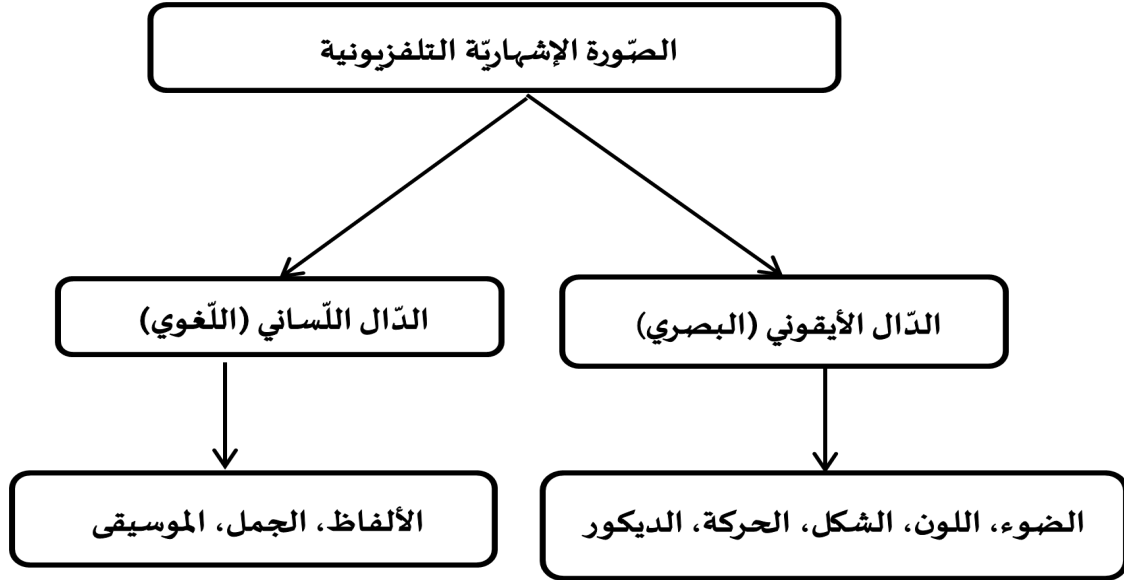 الصّورة الإشهاريّة التلفزيونية
الدّال الأيقوني (البصري)
الدّال اللّساني (اللّغوي)
الضوء، اللون، الشكل، الحركة، الديكور
الألفاظ، الجمل، الموسيقى